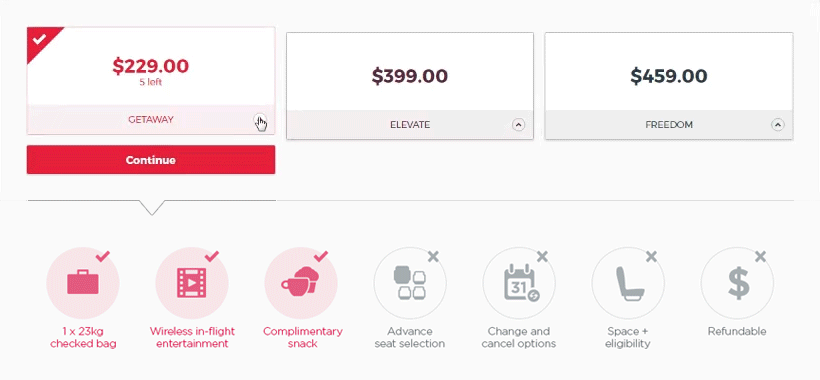 $229.00
5 left
GETAWAY
$399.00
ELEVATE
$459.00
FREEDOM
Continue
1 x 23kg
checked bag
Wireless in-flight
entertainment
Complimentary
snack
Advance
seat selection
31
Change and
cancel options
Space +
eligibility
$
Refundable